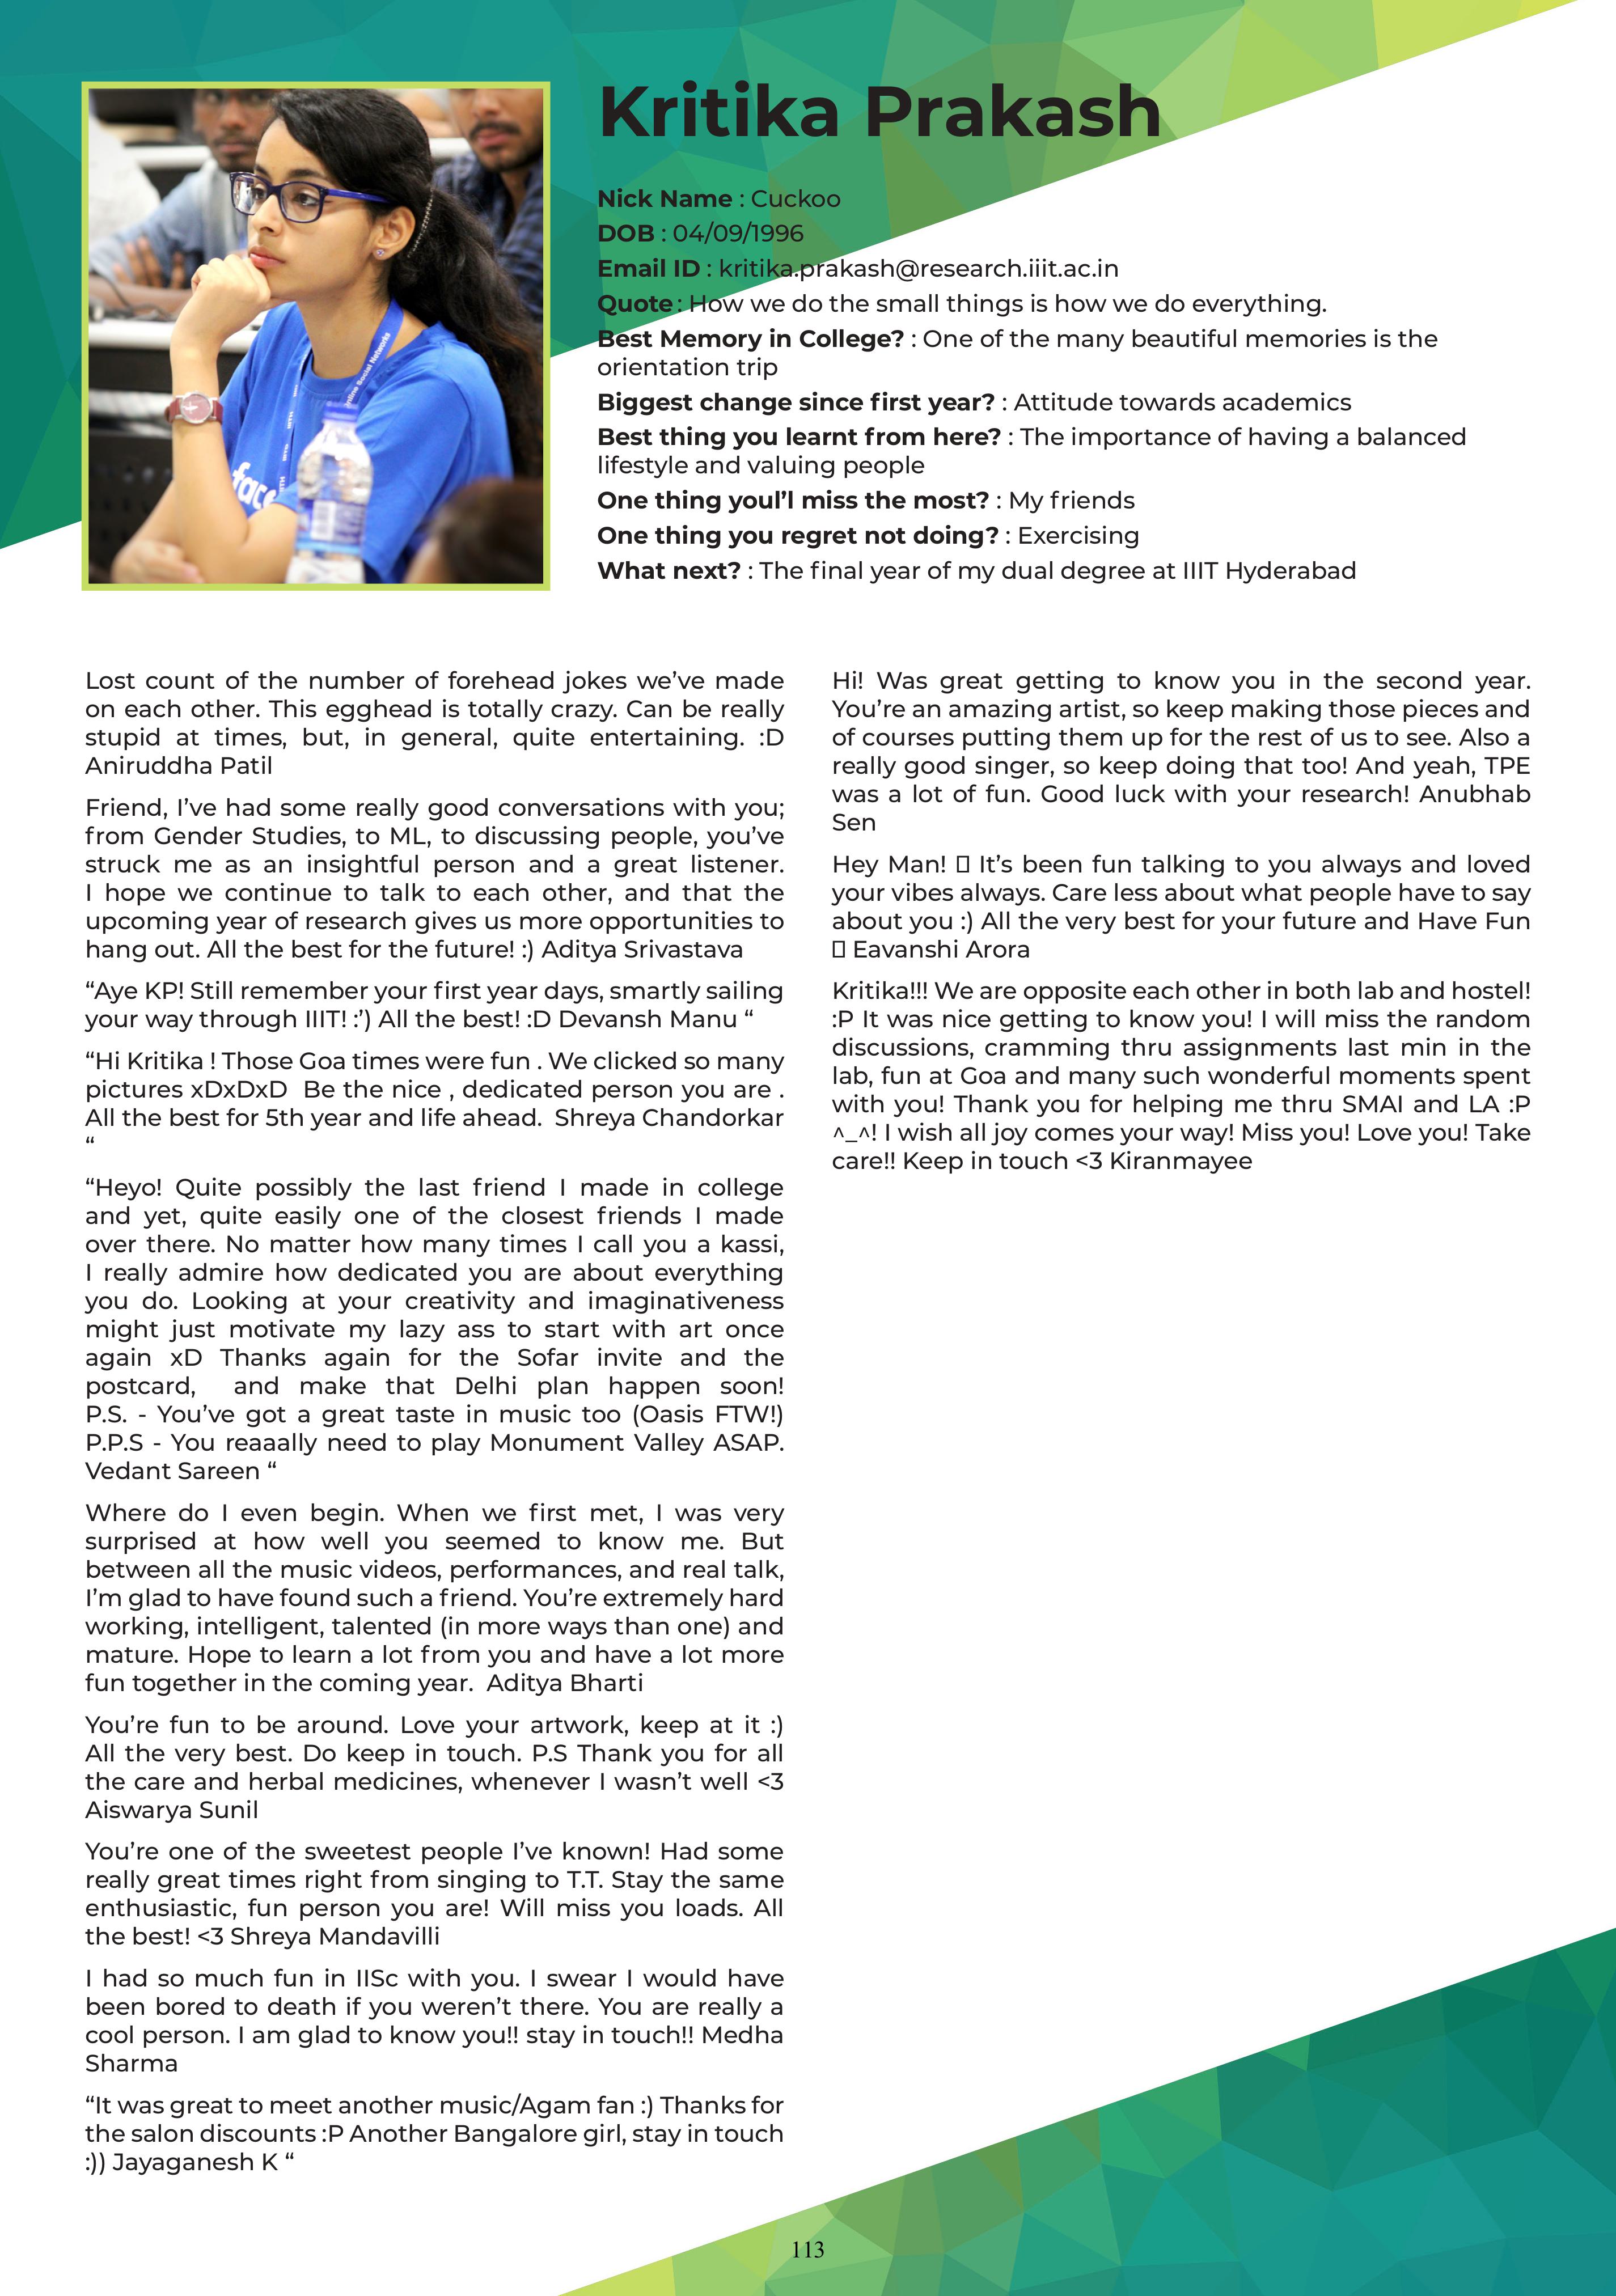 Kritika Prakash
Nick Name : Cuckoo
DOB : 04/09/1996
Email ID : kritika.prakash@research.iiit.ac.in
Quote : How we do the small things is how we do everything.
Best Memory in College? : One of the many beautiful memories is the
orientation trip
Biggest change since first year? : Attitude towards academics
Best thing you learnt from here? : The importance of having a balanced
lifestyle and valuing people
One thing youl’l miss the most? : My friends
One thing you regret not doing? : Exercising
What next? : The final year of my dual degree at IIIT Hyderabad
nline Social Networks
face
Lost count of the number of forehead jokes we’ve made
on each other. This egghead is totally crazy. Can be really
stupid at times, but, in general, quite entertaining. :D
Aniruddha Patil
Friend, I’ve had some really good conversations with you;
from Gender Studies, to ML, to discussing people, you’ve
struck me as an insightful person and a great listener.
I hope we continue to talk to each other, and that the
upcoming year of research gives us more opportunities to
hang out. All the best for the future! :) Aditya Srivastava
“Aye KP! Still remember your first year days, smartly sailing
your way through IIIT! :’) All the best! :D Devansh Manu “
“Hi Kritika ! Those Goa times were fun . We clicked so many
pictures xDxDxD  Be the nice , dedicated person you are .
All the best for 5th year and life ahead.  Shreya Chandorkar
“
“Heyo! Quite possibly the last friend I made in college
and yet, quite easily one of the closest friends I made
over there. No matter how many times I call you a kassi,
I really admire how dedicated you are about everything
you do. Looking at your creativity and imaginativeness
might just motivate my lazy ass to start with art once
again xD Thanks again for the Sofar invite and the
postcard,  and make that Delhi plan happen soon!
P.S. - You’ve got a great taste in music too (Oasis FTW!)
P.P.S - You reaaally need to play Monument Valley ASAP.
Vedant Sareen “
Where do I even begin. When we first met, I was very
surprised at how well you seemed to know me. But
between all the music videos, performances, and real talk,
I’m glad to have found such a friend. You’re extremely hard
working, intelligent, talented (in more ways than one) and
mature. Hope to learn a lot from you and have a lot more
fun together in the coming year.  Aditya Bharti
You’re fun to be around. Love your artwork, keep at it :)
All the very best. Do keep in touch. P.S Thank you for all
the care and herbal medicines, whenever I wasn’t well <3
Aiswarya Sunil
You’re one of the sweetest people I’ve known! Had some
really great times right from singing to T.T. Stay the same
enthusiastic, fun person you are! Will miss you loads. All
the best! <3 Shreya Mandavilli
I had so much fun in IISc with you. I swear I would have
been bored to death if you weren’t there. You are really a
cool person. I am glad to know you!! stay in touch!! Medha
Sharma
“It was great to meet another music/Agam fan :) Thanks for
the salon discounts :P Another Bangalore girl, stay in touch
:)) Jayaganesh K “
Hi! Was great getting to know you in the second year.
You’re an amazing artist, so keep making those pieces and
of courses putting them up for the rest of us to see. Also a
really good singer, so keep doing that too! And yeah, TPE
was a lot of fun. Good luck with your research! Anubhab
Sen
Hey Man! It’s been fun talking to you always and loved
your vibes always. Care less about what people have to say
about you :) All the very best for your future and Have Fun
Eavanshi Arora
Kritika!!! We are opposite each other in both lab and hostel!
:P It was nice getting to know you! I will miss the random
discussions, cramming thru assignments last min in the
lab, fun at Goa and many such wonderful moments spent
with you! Thank you for helping me thru SMAI and LA :P
^_^! I wish all joy comes your way! Miss you! Love you! Take
care!! Keep in touch <3 Kiranmayee
113